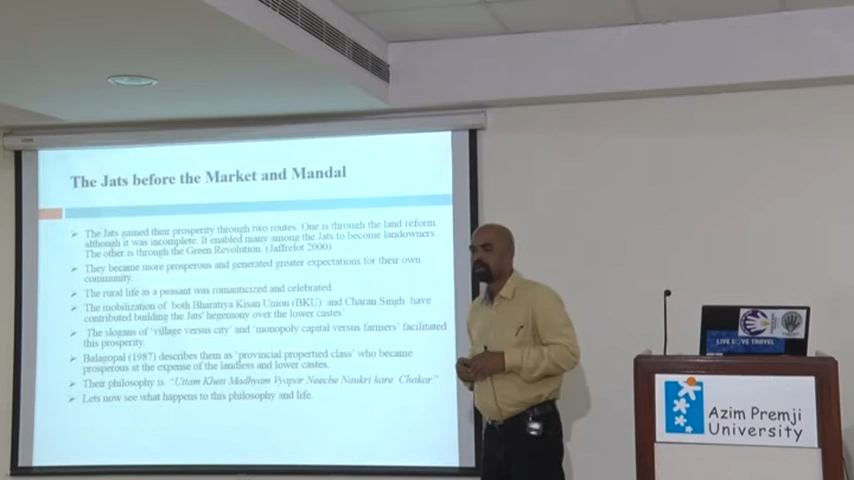 The Jats before the Market and Mandal
The Jats gained their prosperity through two routes. One is through the land reform,
although it was incomplete. It enabled many among the Jats to become landowners.
The other is through the Green Revolution. (Jaffrelot 2000)
They became more prosperous and generated greater expectations for their own
community.
The rural life as a peasant was romanticized and celebrated
The mobilization of both Bharatiya Kisan Union (BKU) and Charan Singh have
contributed building the Jats' hegemony over the lower castes'
The slogans of 'village versus city' and 'monopoly capital versus farmers' facilitated
this prosperity.
Balagopal (1987) describes them as 'provincial propertied class' who became
prosperous at the expense of the landless and lower castes.
Their philosophy is "Uttam Kheti Madhyam Vyapar Neeche Naukri kare Chakar"
Lets now see what happens to this philosophy and life.
LIVE LOVE TRAVEL
Azim Premji
University